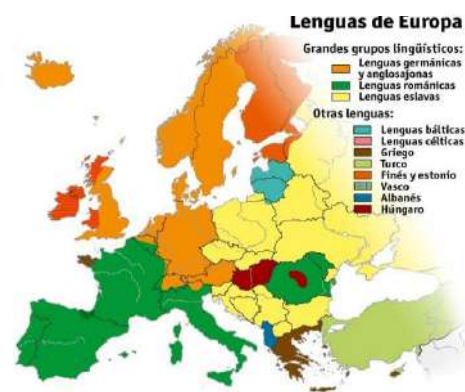 Lenguas de Europa
Grandes grupos lingüísticos:
Lenguas germánicas
y anglosajonas
Lenguas románicas
Lenguas eslavas
Otras lenguas:
Lenguas bálticas
Lenguas célticas
Griego
Turco
Finés y estonio
Vasco
Albanés
Húngaro